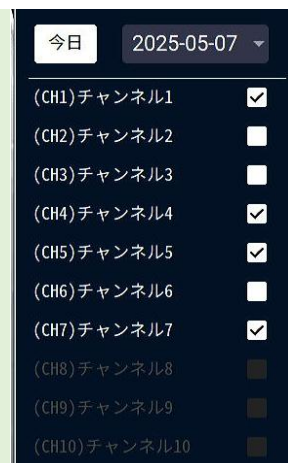 今日 2025-05-07
(CH1)チャンネル1
(CH2)チャンネル2
(CH3)チャンネル3
(CH4)チャンネル4
(CH5)チャンネル5
(CH6)チャンネル6
(CH7)チャンネル7
(CH8)チャンネル8
(CH9)チャンネル9
(CH10)チャンネル10